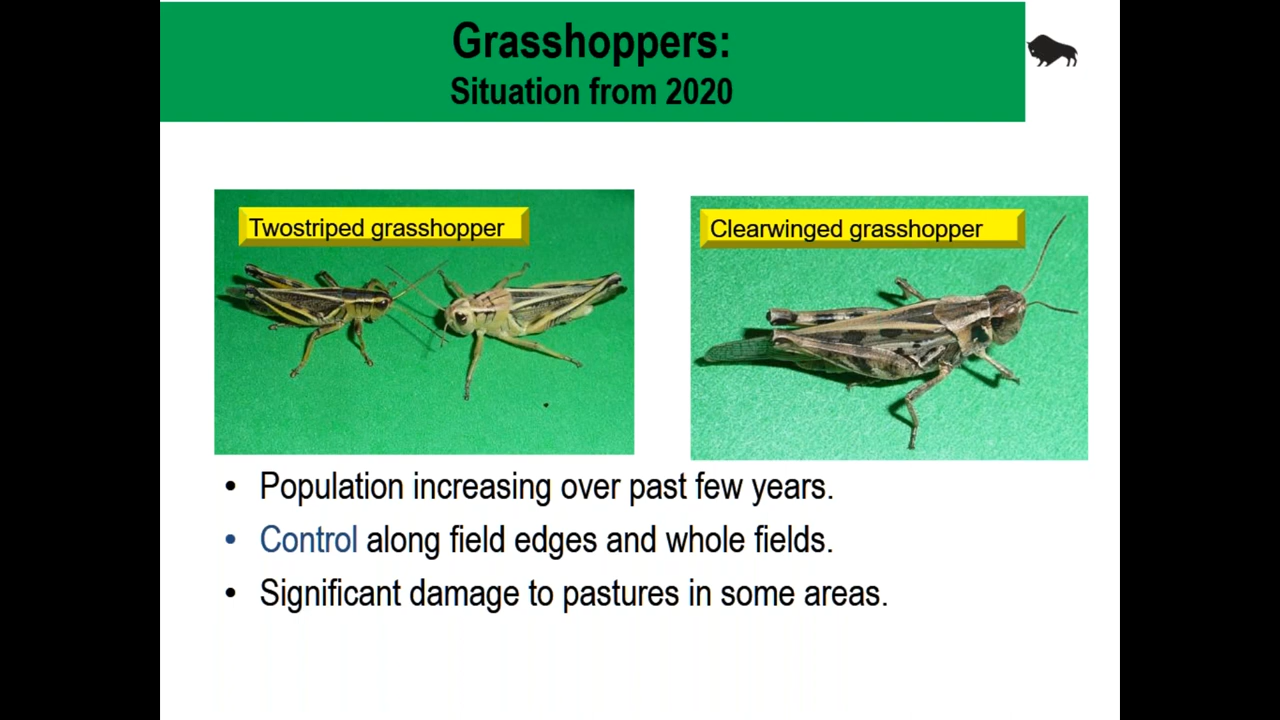 Grasshoppers:
Situation from 2020
Twostriped grasshopper
Clearwinged grasshopper
• Population increasing over past few years.
• Control along field edges and whole fields.
• Significant damage to pastures in some areas.